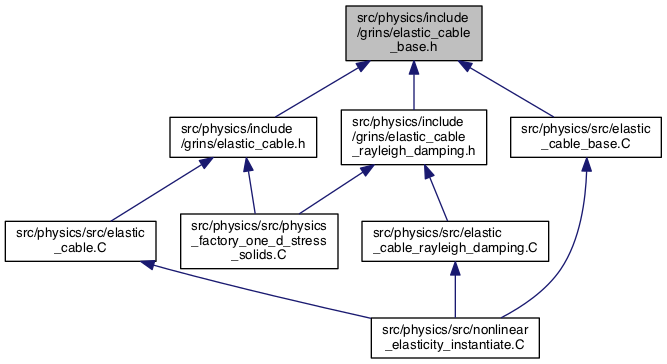 src/physics/include
/grins/elastic_cable
_base.h
src/physics/include
/grins/elastic_cable.h
src/physics/include
/grins/elastic_cable
_rayleigh_damping.h
src/physics/src/elastic
_cable_base.C
src/physics/src/elastic
_cable.C
src/physics/src/physics
_factory_one_d_stress
_solids.C
src/physics/src/elastic
_cable_rayleigh_damping.C
src/physics/src/nonlinear
_elasticity_instantiate.C